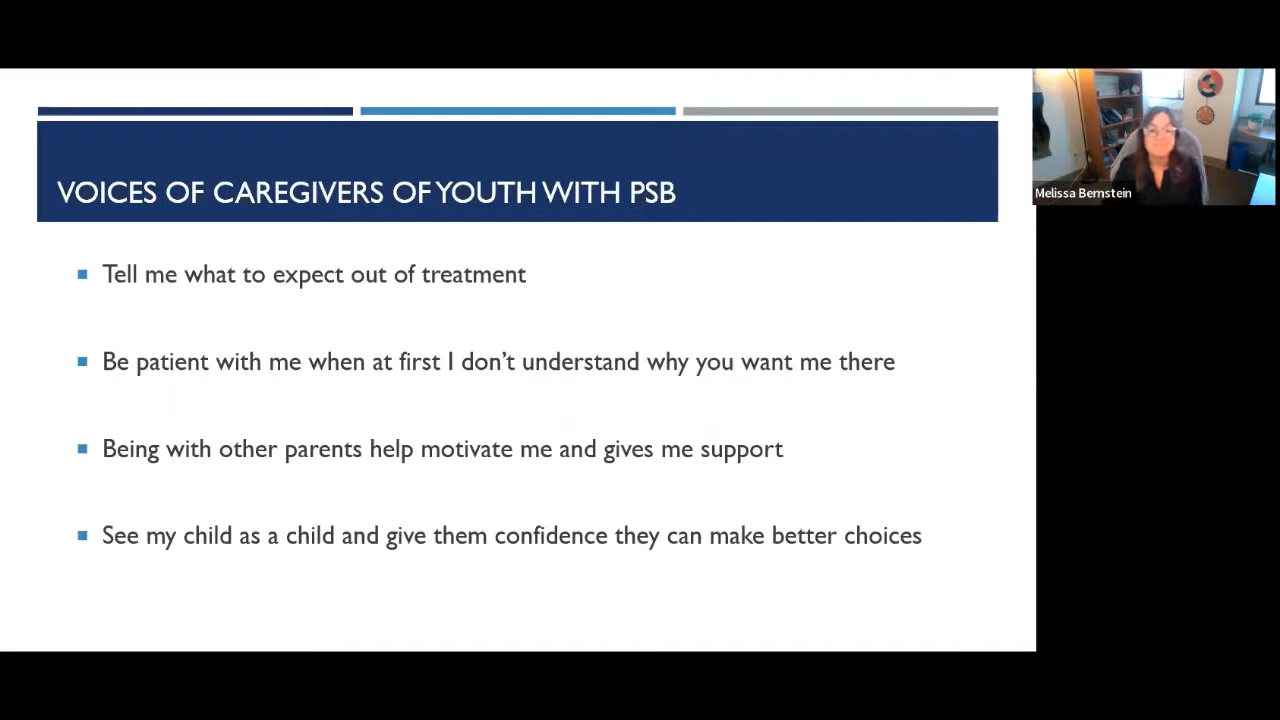 VOICES OF CAREGIVERS OF YOUTH WITH PSB
Melissa Bernstein
Tell me what to expect out of treatment
Be patient with me when at first I don’t understand why you want me there
Being with other parents help motivate me and gives me support
See my child as a child and give them confidence they can make better choices